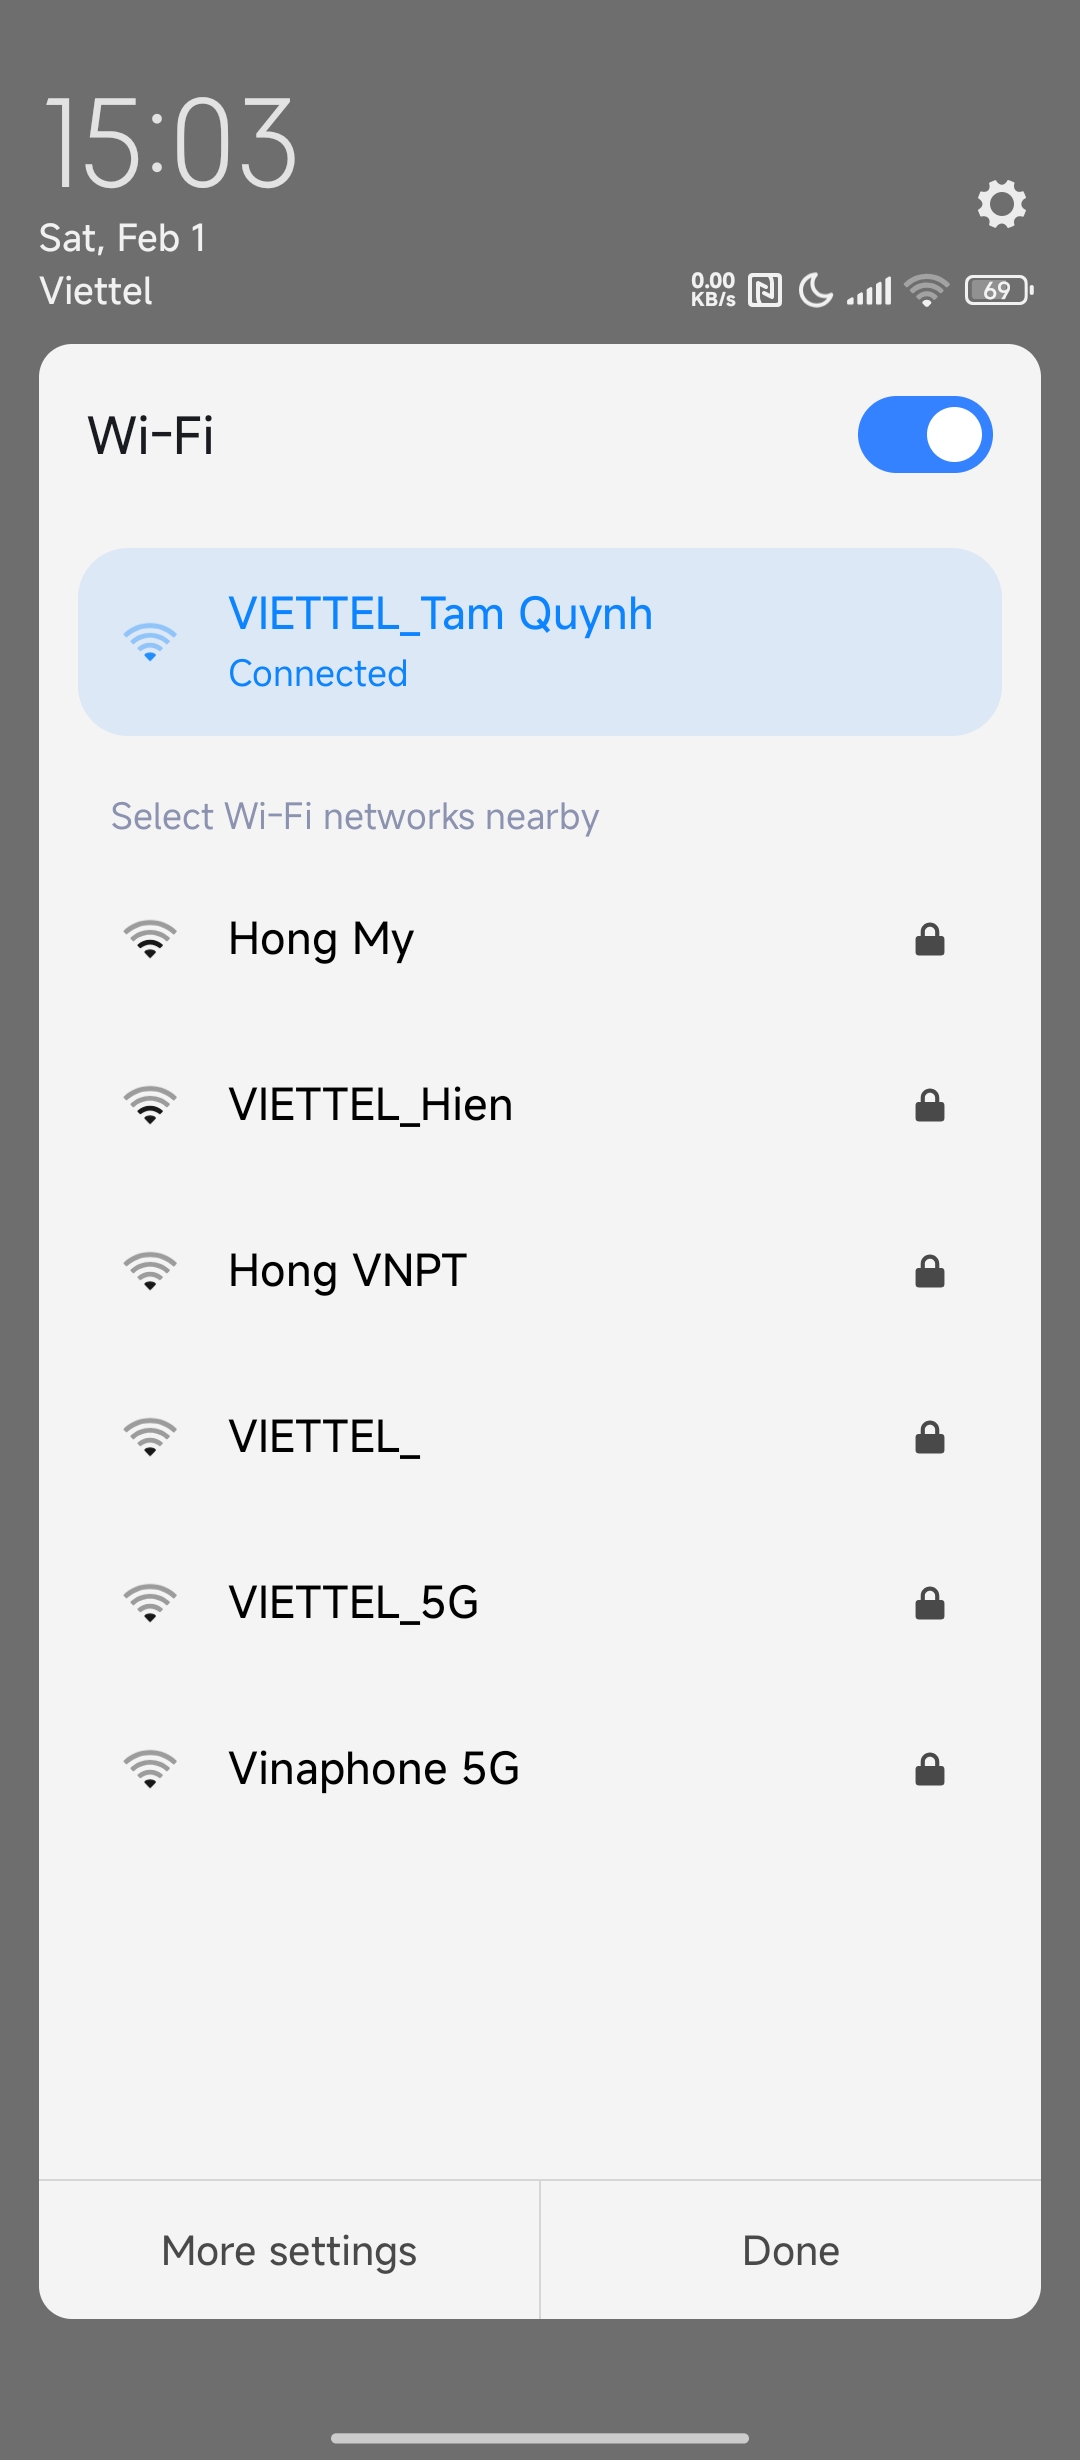 15:03
Sat, Feb 1
Viettel
0.00
KB/s
69
Wi-Fi
VIETTEL_Tam Quynh
Connected
Select Wi-Fi networks nearby
Hong My
VIETTEL_Hien
Hong VNPT
VIETTEL_
VIETTEL_5G
Vinaphone 5G
More settings
Done